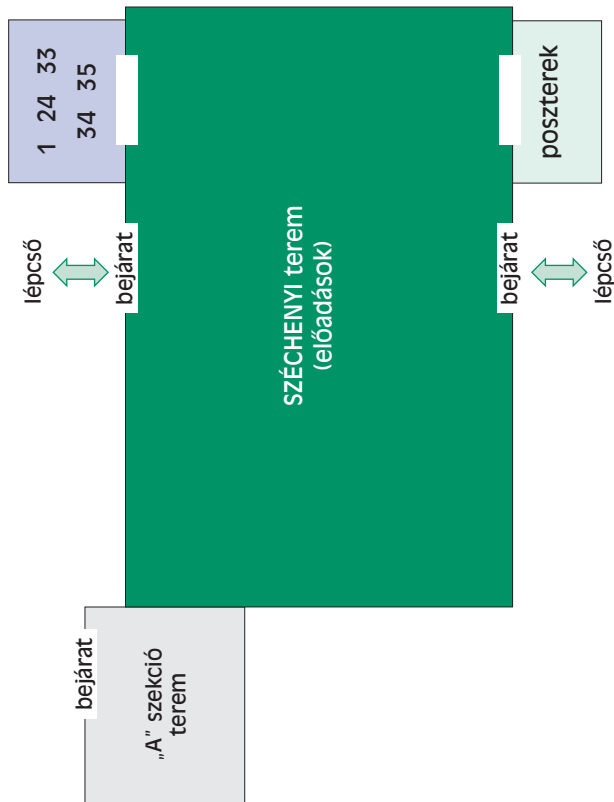 1 24 33
34 35
poszterek
lépcső
bejárat
SZÉCHENYI terem
(előadások)
bejárat
lépcső
bejárat
„A” szekció
terem